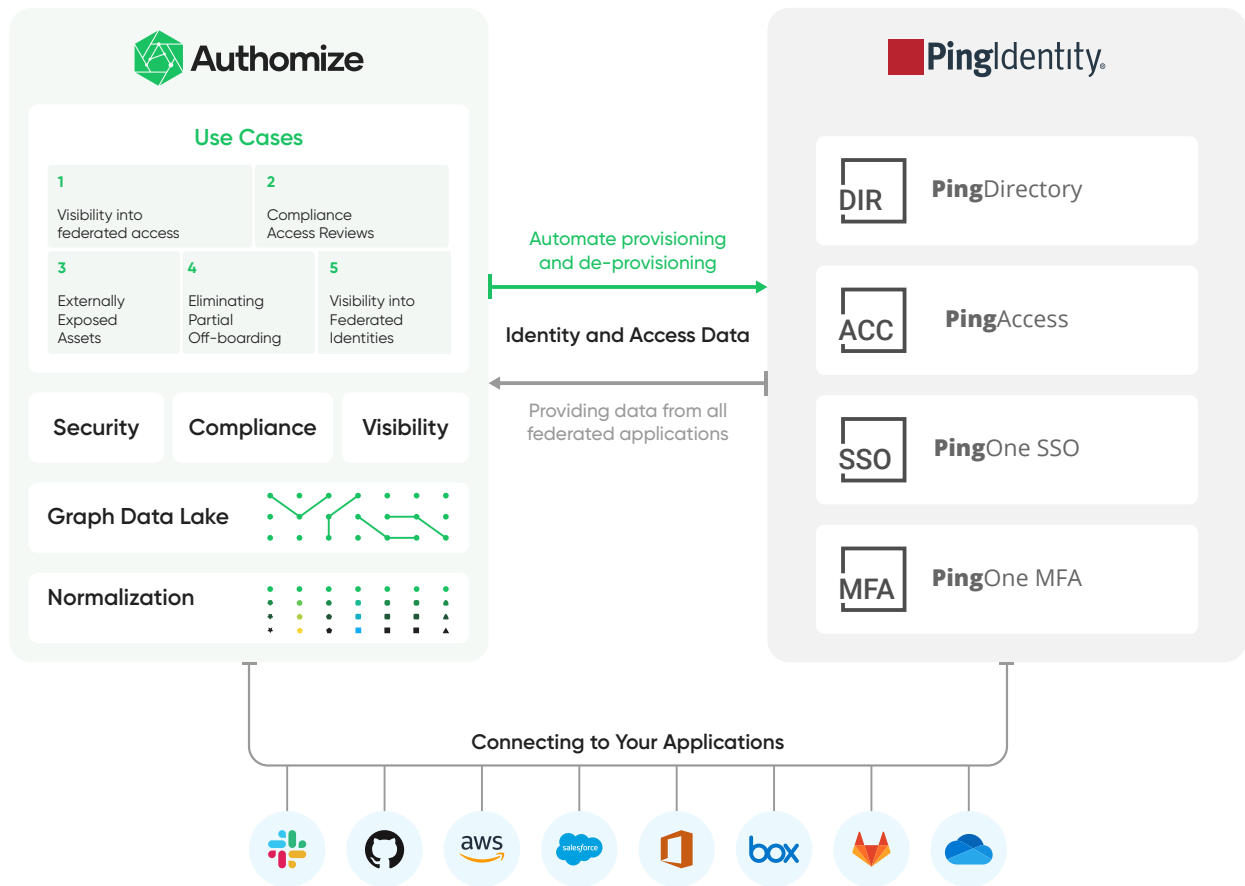 Authomize
Use Cases
1
Visibility into
federated access
2
Compliance
Access Reviews
3
Externally
Exposed
Assets
4
Eliminating
Partial
Off-boarding
5
Visibility into
Federated
Identities
Security
Compliance
Visibility
Graph Data Lake
Normalization
Automate provisioning
and de-provisioning
Identity and Access Data
Providing data from all
federated applications
PingIdentity®
DIR
PingDirectory
ACC
PingAccess
SSO
PingOne SSO
MFA
PingOne MFA
Connecting to Your Applications
aws
salesforce
box